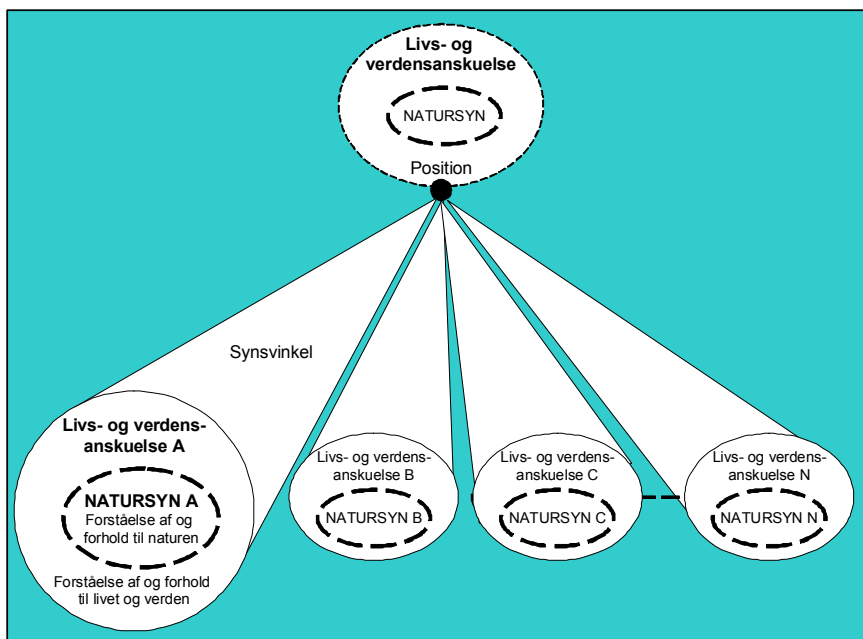 Livs- og
verdensanskuelse
NATURSYN
Position
Synsvinkel
Livs- og verdens-
anskuelse A
NATURSYN A
Forståelse af og
forhold til naturen
Forståelse af og forhold
til livet og verden
Livs- og verdens-
anskuelse B
NATURSYN B
Livs- og verdens-
anskuelse C
NATURSYN C
Livs- og verdens-
anskuelse N
NATURSYN N